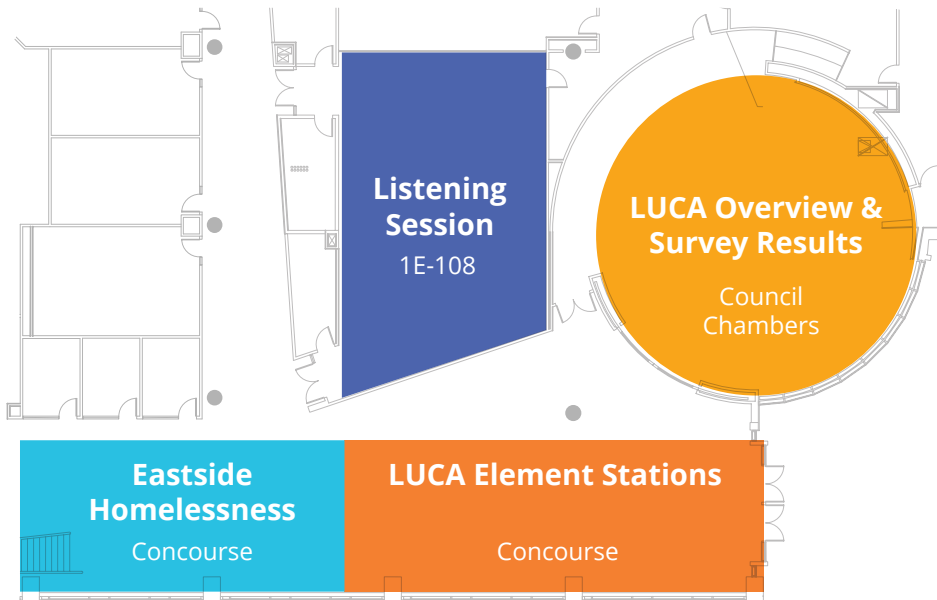 Listening
Session
1E-108
LUCA Overview &
Survey Results
Council
Chambers
Eastside
Homelessness
Concourse
LUCA Element Stations
Concourse